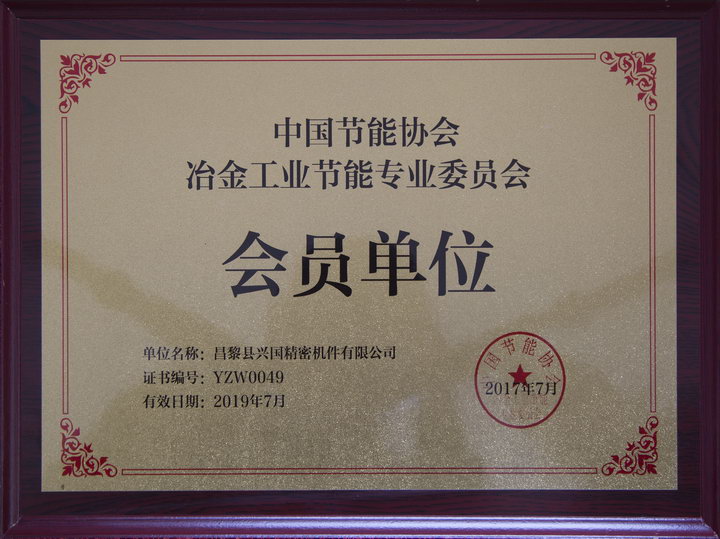 中国节能协会
冶金工业节能专业委员会
会员单位
单位名称：昌黎县兴国精密机件有限公司
证书编号：YZW0049
有效日期：2019年7月
国节能协会
2017年7月